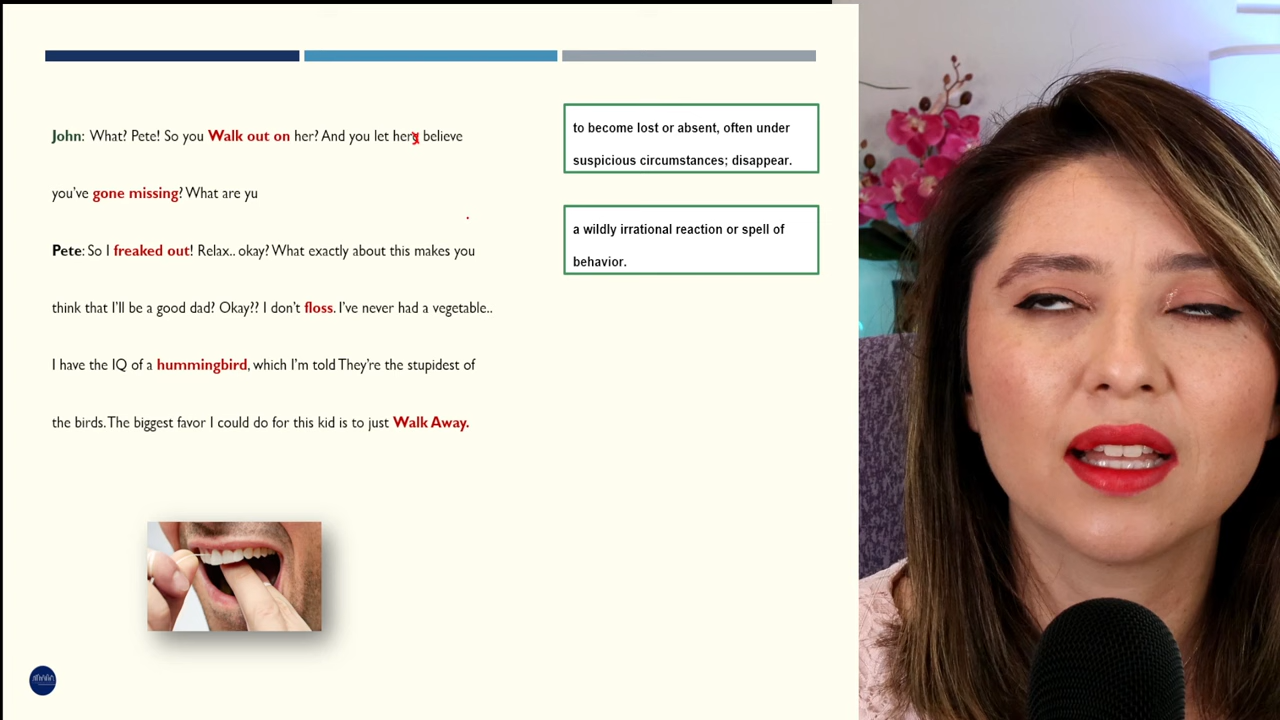 John: What? Pete! So you Walk out on her? And you let her believe
you've gone missing? What are yu
Pete: So I freaked out! Relax.. okay? What exactly about this makes you
think that I'll be a good dad? Okay?? I don't floss. I've never had a vegetable..
I have the IQ of a hummingbird, which I'm told They're the stupidest of
the birds. The biggest favor I could do for this kid is to just Walk Away.
to become lost or absent, often under
suspicious circumstances; disappear.
a wildly irrational reaction or spell of
behavior.